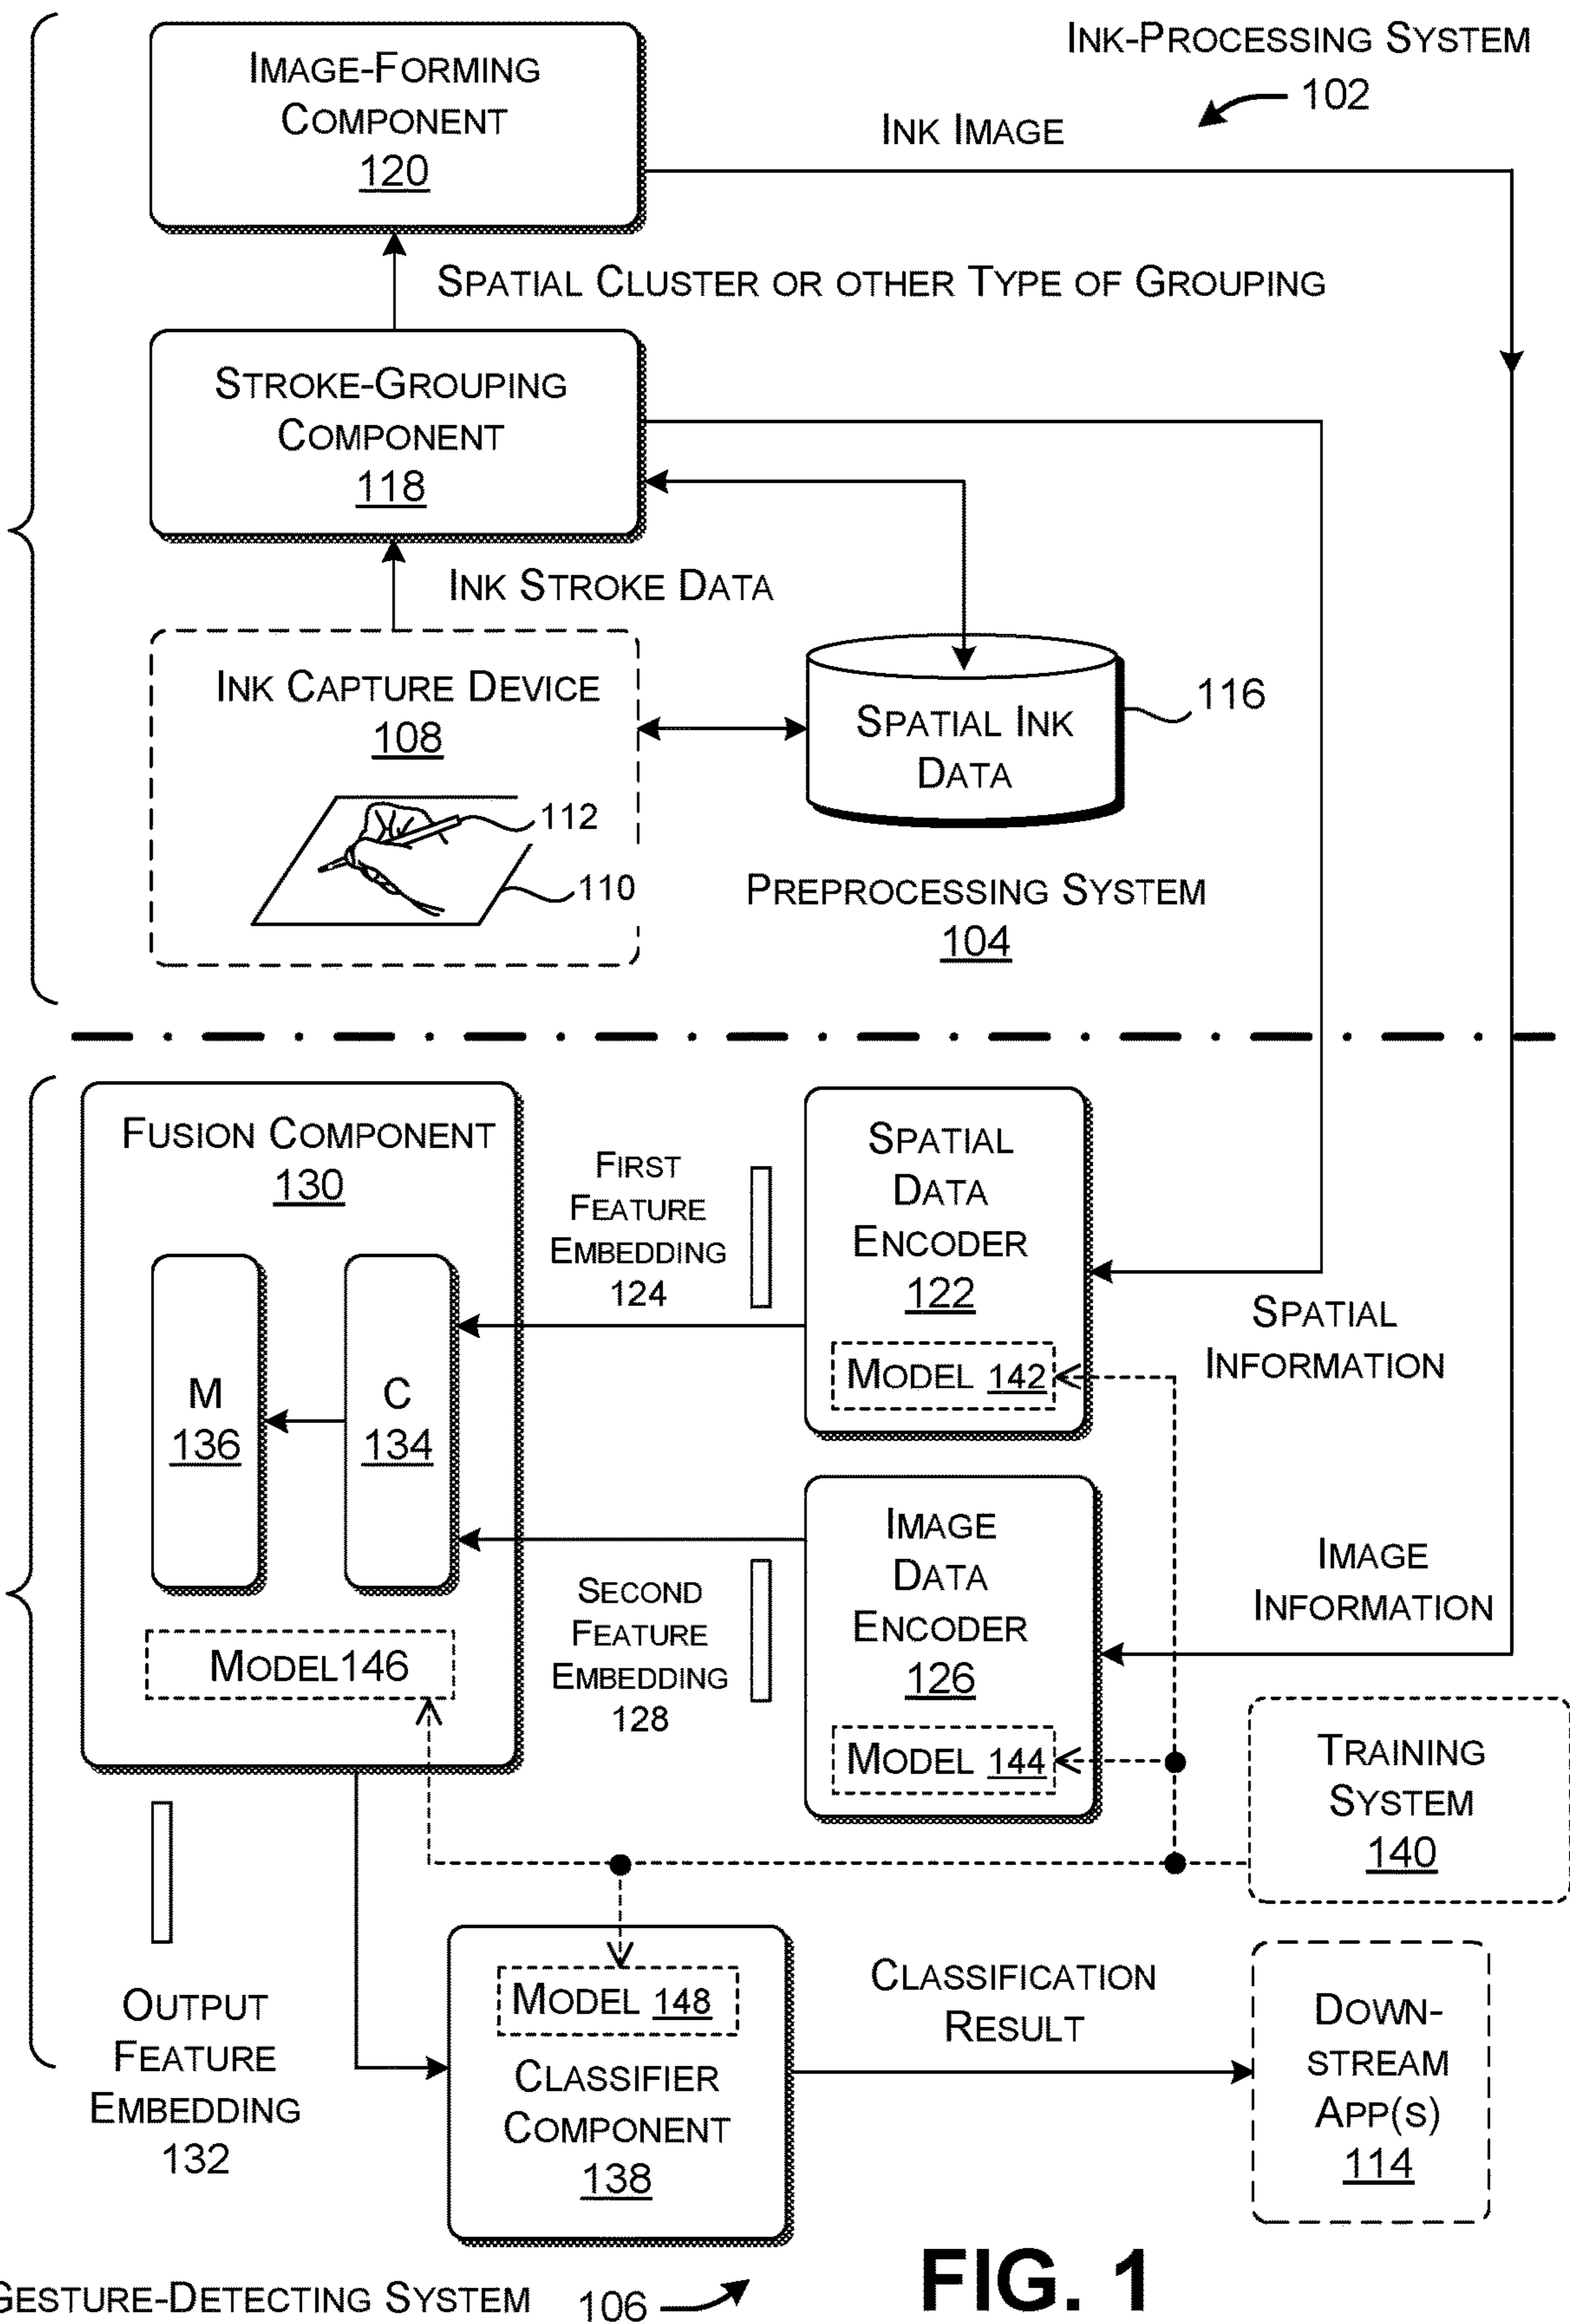 INK-PROCESSING SYSTEM
102
IMAGE-FORMING
COMPONENT
120
INK IMAGE
SPATIAL CLUSTER OR OTHER TYPE OF GROUPING
STROKE-GROUPING
COMPONENT
118
INK STROKE DATA
INK CAPTURE DEVICE
108
112
110
SPATIAL INK
DATA
116
PREPROCESSING SYSTEM
104
FUSION COMPONENT
130
M
136
C
134
MODEL146
FIRST
FEATURE
EMBEDDING
124
SPATIAL
DATA
ENCODER
122
MODEL 142
SPATIAL
INFORMATION
SECOND
FEATURE
EMBEDDING
128
IMAGE
DATA
ENCODER
126
MODEL 144
IMAGE
INFORMATION
TRAINING
SYSTEM
140
OUTPUT
FEATURE
EMBEDDING
132
MODEL 148
CLASSIFIER
COMPONENT
138
CLASSIFICATION
RESULT
DOWN-
STREAM
APP(S)
114
GESTURE-DETECTING SYSTEM
106
FIG. 1